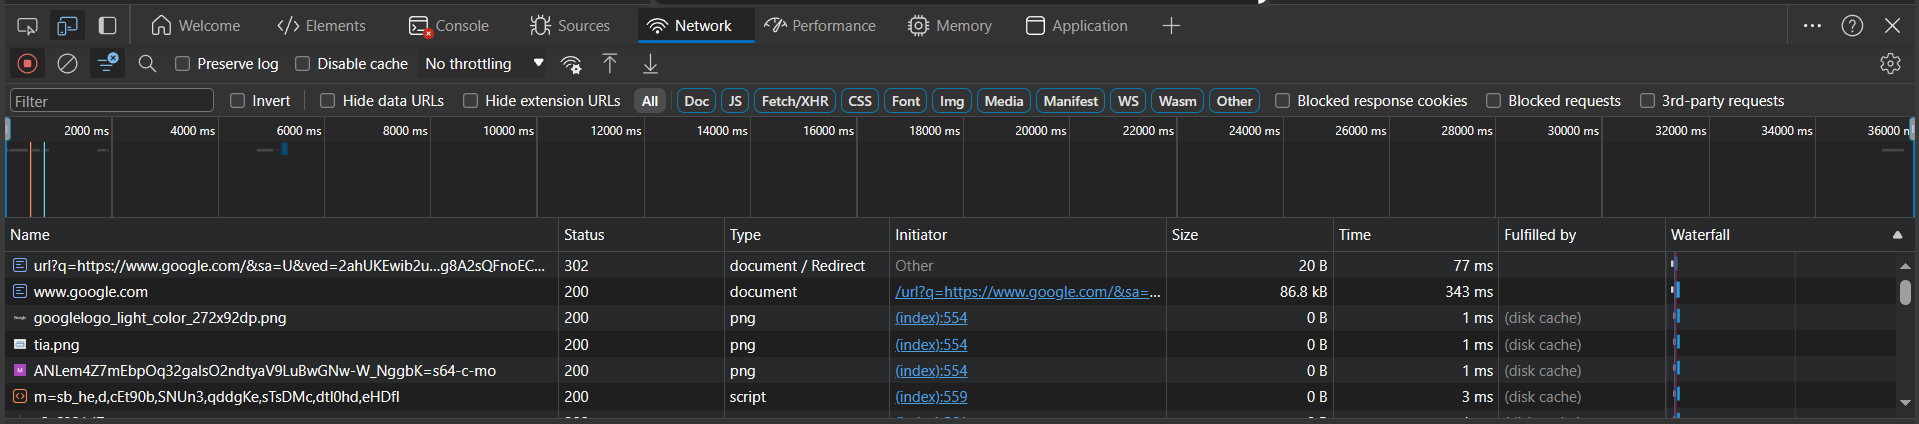 Welcome Elements Console Sources Network Performance Memory Application
Preserve log Disable cache No throttling
Filter Invert Hide data URLs Hide extension URLs All Doc JS Fetch/XHR CSS Font Img Media Manifest WS Wasm Other Blocked response cookies Blocked requests 3rd-party requests
2000 ms 4000 ms 6000 ms 8000 ms 10000 ms 12000 ms 14000 ms 16000 ms 18000 ms 20000 ms 22000 ms 24000 ms 26000 ms 28000 ms 30000 ms 32000 ms 34000 ms 36000
Name Status Type Initiator Size Time Fulfilled by Waterfall
url?q=https://www.google.com/&sa=U&ved=2ahUKEwib2u...g8A2sQFnoEC... 302 document / Redirect Other 20 B 77 ms
www.google.com 200 document /url?q=https://www.google.com/&sa=... 86.8 kB 343 ms
googlelogo_light_color_272x92dp.png 200 png (index):554 0 B 1 ms (disk cache)
tia.png 200 png (index):554 0 B 1 ms (disk cache)
M ANLem4Z7mEbpOq32galsO2ndtyaV9LuBwGNw-W_NggbK=s64-c-mo 200 png (index):554 0 B 1 ms (disk cache)
m=sb_he,d,cEt90b,SNUn3,qddgKe,sTsDMc,dtl0hd,eHDfl 200 script (index):559 0 B 3 ms (disk cache)